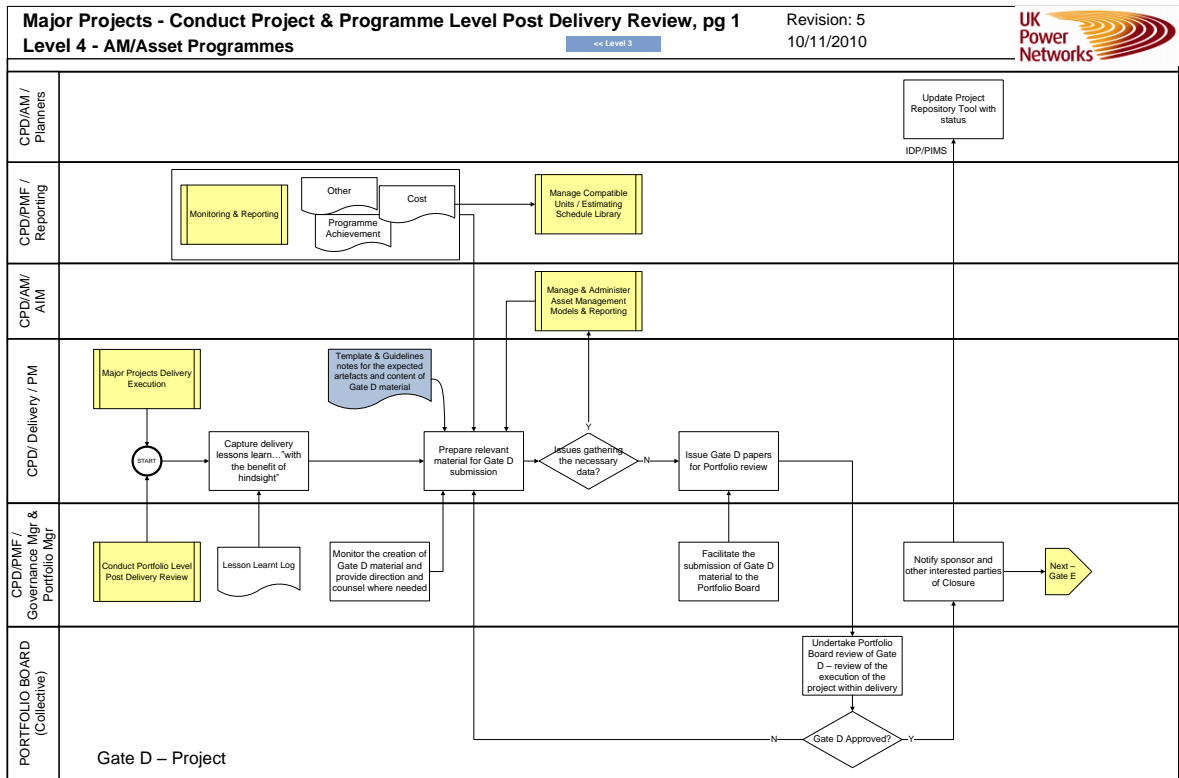 Major Projects - Conduct Project & Programme Level Post Delivery Review, pg 1
Level 4 - AM/Asset Programmes
<< Level 3
Revision: 5
10/11/2010
UK
Power
Networks
CPD/AM /
Planners
Update Project
Repository Tool with
status
IDP/PIMS
CPD/PMF /
Reporting
Monitoring & Reporting
Other
Cost
Programme
Achievement
Manage Compatible
Units / Estimating
Schedule Library
CPD/AM/
AIM
Manage & Administer
Asset Management
Models & Reporting
CPD/ Delivery / PM
Major Projects Delivery
Execution
Template & Guidelines
notes for the expected
artefacts and content of
Gate D material
START
Capture delivery
lessons learn…"with
the benefit of
hindsight"
Prepare relevant
material for Gate D
submission
Y
Issues gathering
the necessary
data?
N
Issue Gate D papers
for Portfolio review
CPD/PMF /
Governance Mgr &
Portfolio Mgr
Conduct Portfolio Level
Post Delivery Review
Lesson Learnt Log
Monitor the creation of
Gate D material and
provide direction and
counsel where needed
Facilitate the
submission of Gate D
material to the
Portfolio Board
Notify sponsor and
other interested parties
of Closure
Next –
Gate E
PORTFOLIO BOARD
(Collective)
Undertake Portfolio
Board review of Gate
D – review of the
execution of the
project within delivery
N
Gate D Approved?
Y
Gate D – Project